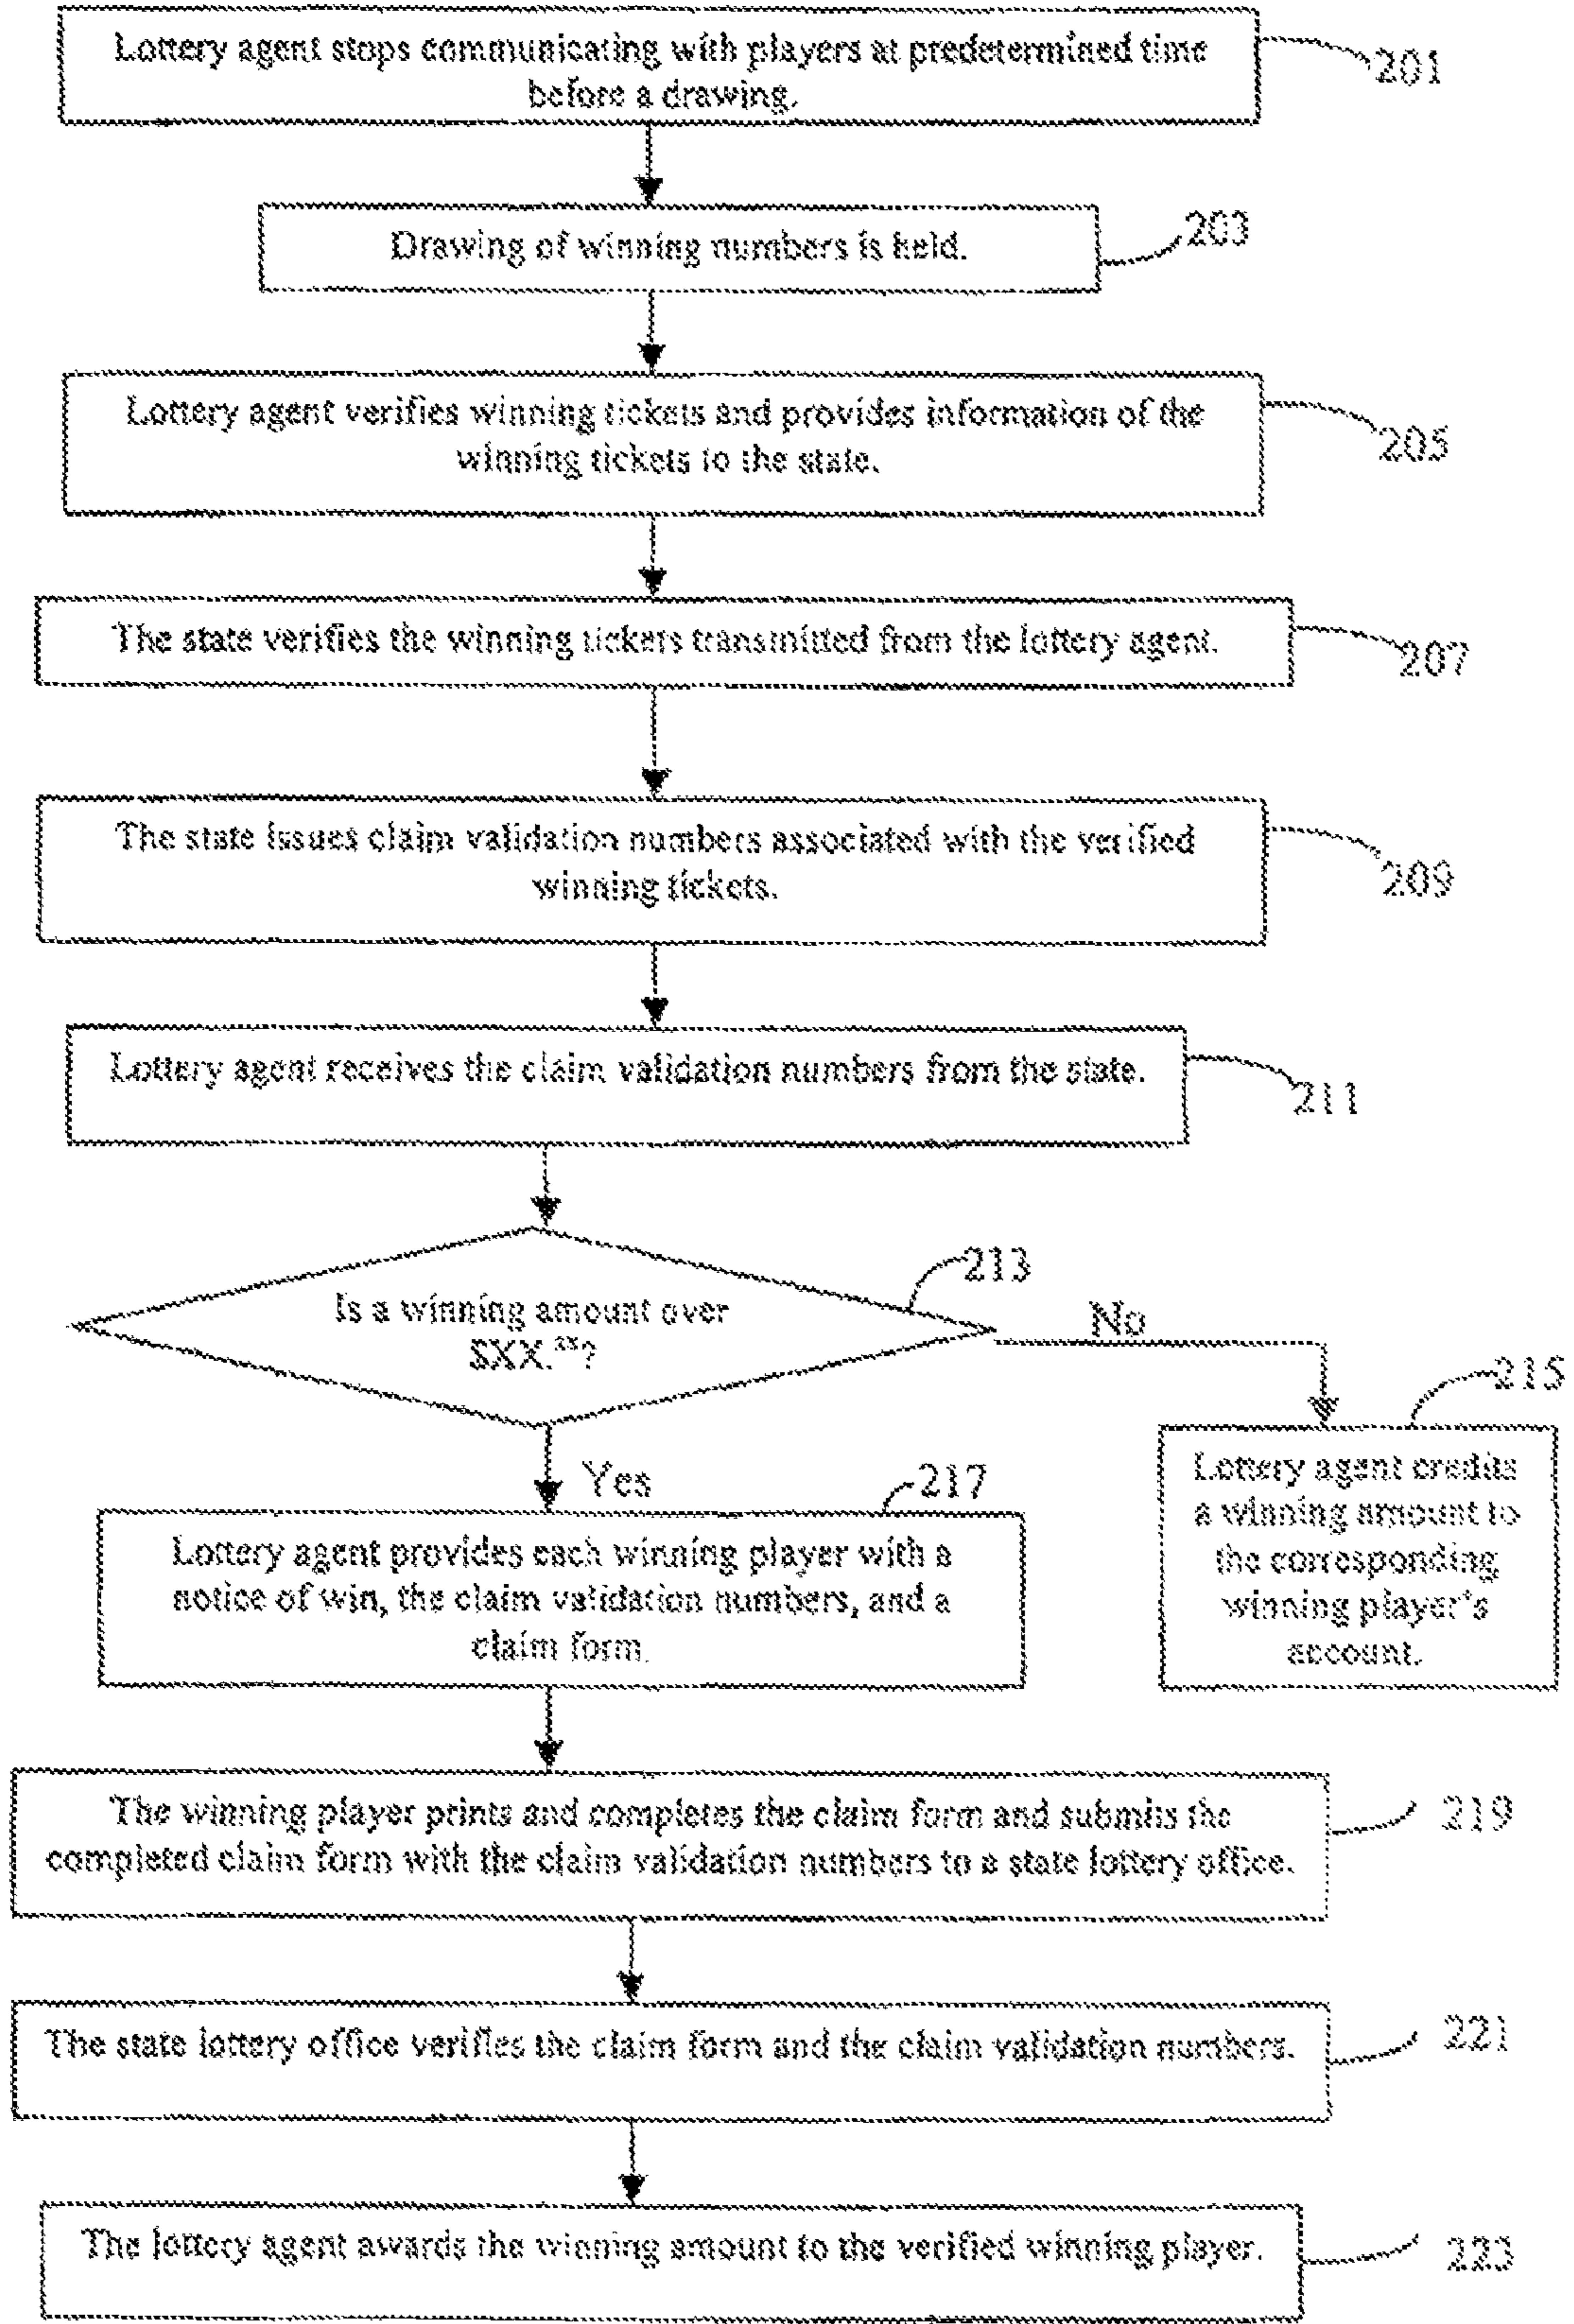 Lottery agent stops communicating with players at predetermined time
before a drawing.
201
Drawing of winning numbers is held.
203
Lottery agent verifies winning tickets and provides information of the
winning tickets to the state.
205
The state verifies the winning tickets transmitted from the lottery agent.
207
The state issues claim validation numbers associated with the verified
winning tickets.
209
Lottery agent receives the claim validation numbers from the state.
211
213
Is a winning amount over
$XX.xx?
No
215
Lottery agent credits
a winning amount to
the corresponding
winning player's
account.
Yes
217
Lottery agent provides each winning player with a
notice of win, the claim validation numbers, and a
claim form.
The winning player prints and completes the claim form and submits the
completed claim form with the claim validation numbers to a state lottery office.
219
The state lottery office verifies the claim form and the claim validation numbers.
221
The lottery agent awards the winning amount to the verified winning player.
223